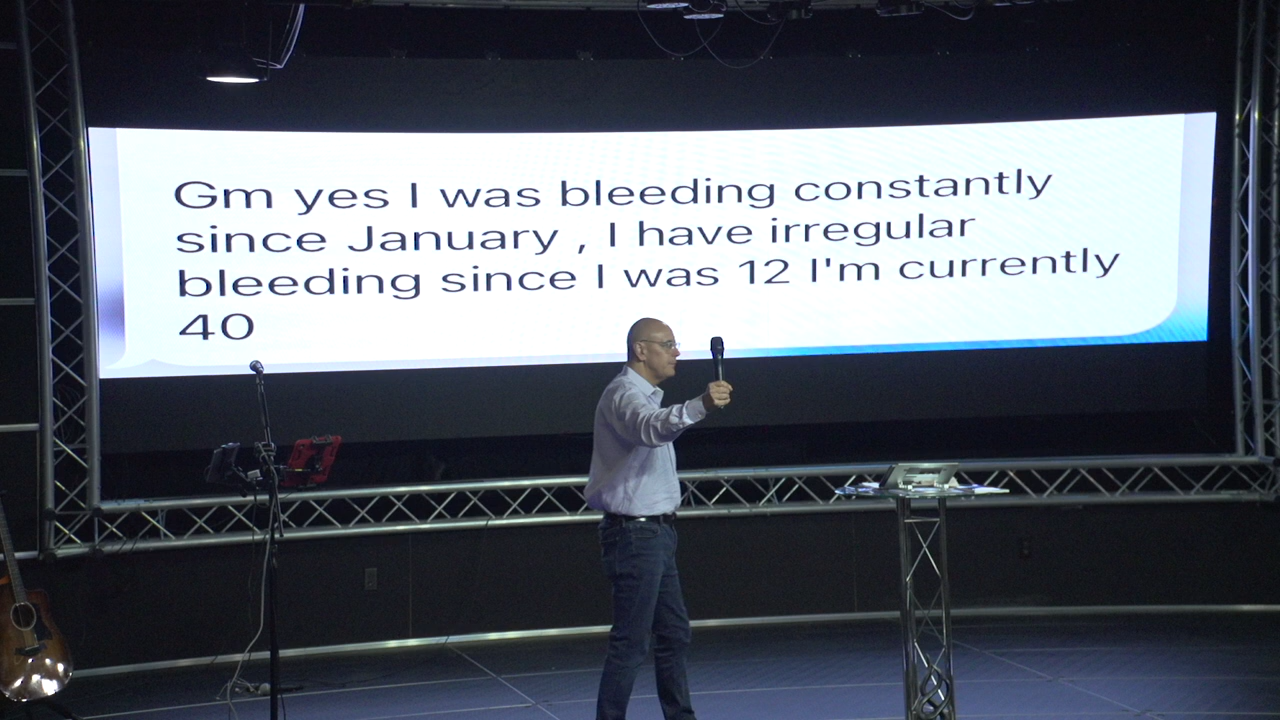 Gm yes I was bleeding constantly
since January , I have irregular
bleeding since I was 12 I'm currently
40